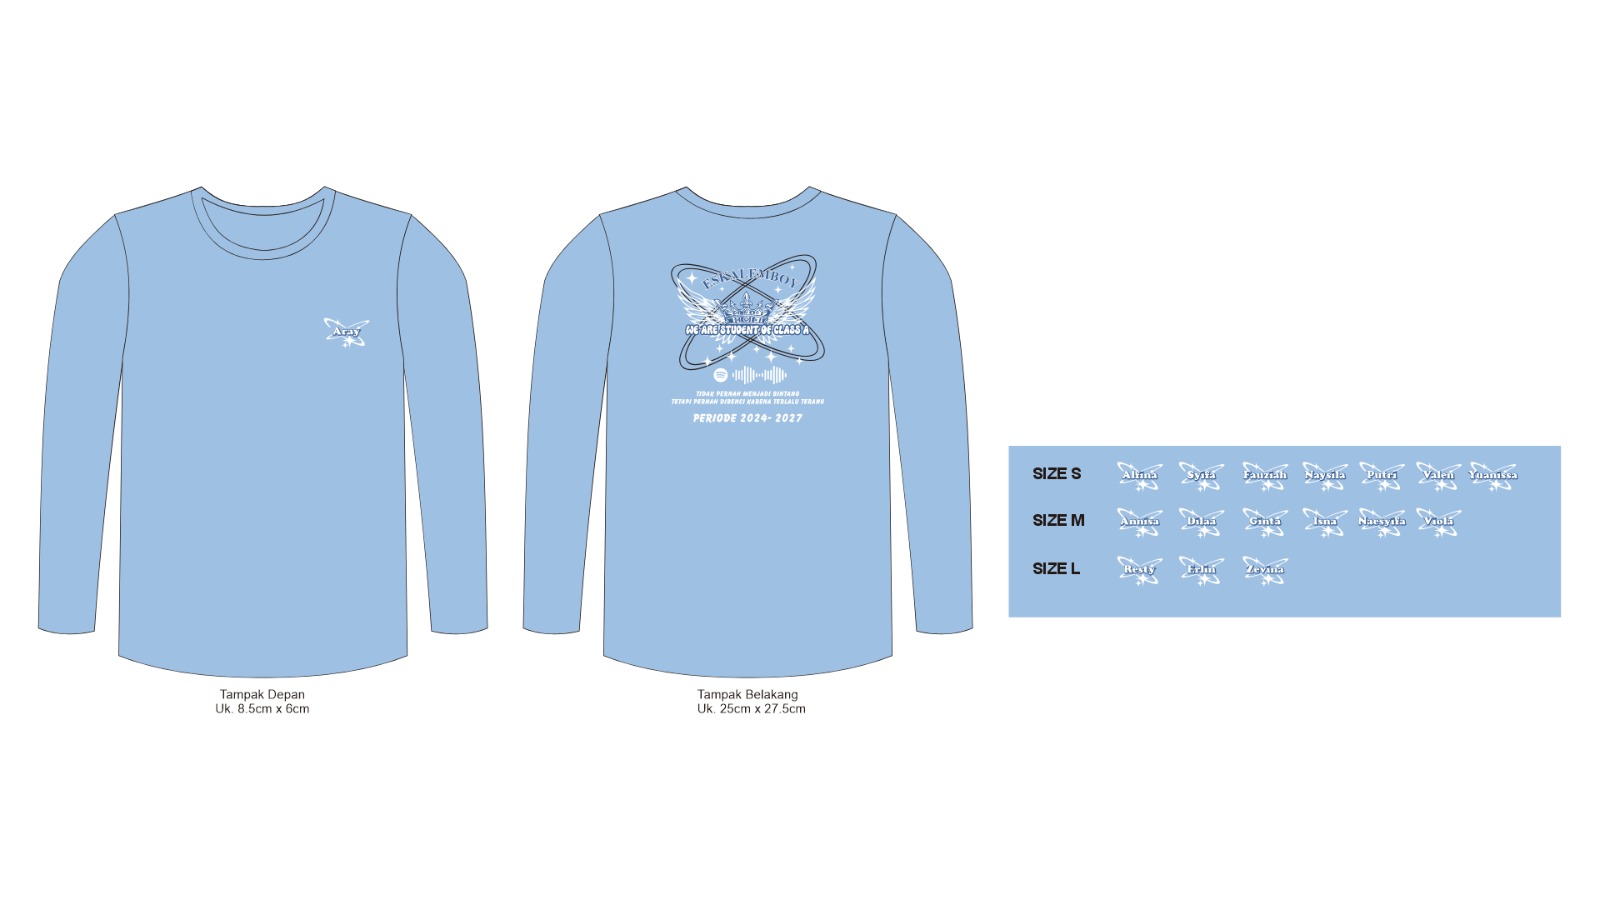 Aray
Tampak Depan
Uk. 8.5cm x 6cm
ESKALEMBOY
WE ARE STUDENT OF CLASS A
TIDAK PERNAH MENJADI BINTANG
TETAPI PERNAH DIBENCI KARENA TERLALU TERANG
PERIODE 2024- 2027
Tampak Belakang
Uk. 25cm x 27.5cm
SIZE S Altina Syifa Fauziah Naysila Putri Valen Yuanissa
SIZE M Annisa Dilaa Ginta Isna Naesyifa Viola
SIZE L Resty Erlin Zevina